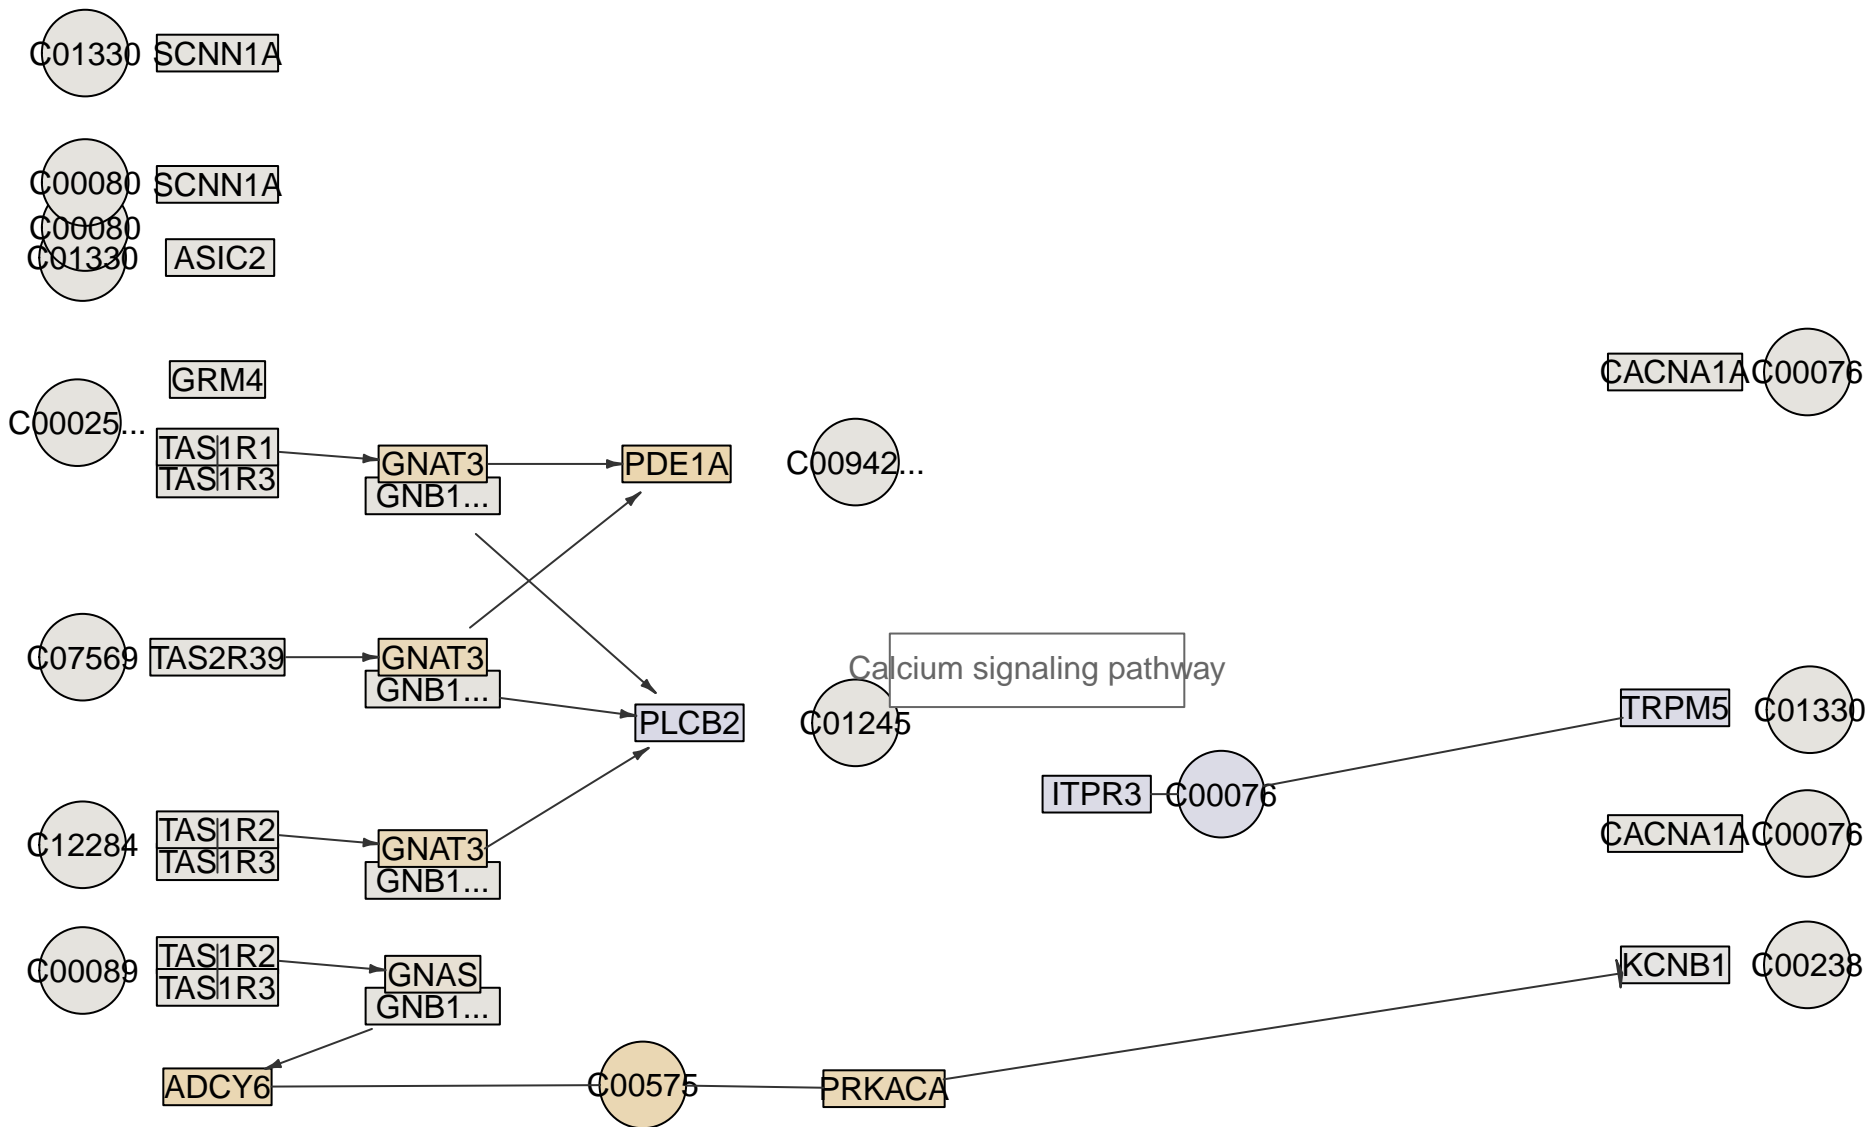 C01330 SCNN1A
C00080 SCNN1A
C00080
C01330 ASIC2
GRM4
CACNA1A C00076
C00025...
TAS1R1
GNAT3 PDE1A C00942...
TAS1R3
GNB1...
C07569 TAS2R39 GNAT3
Calcium signaling pathway
GNB1...
PLCB2 C01245
TRPM5 C01330
ITPR3 C00076
TAS1R2
CACNA1A C00076
C12284
GNAT3
TAS1R3
GNB1...
TAS1R2
KCNB1 C00238
C00089
GNAS
TAS1R3
GNB1...
ADCY6 C00575 PRKACA